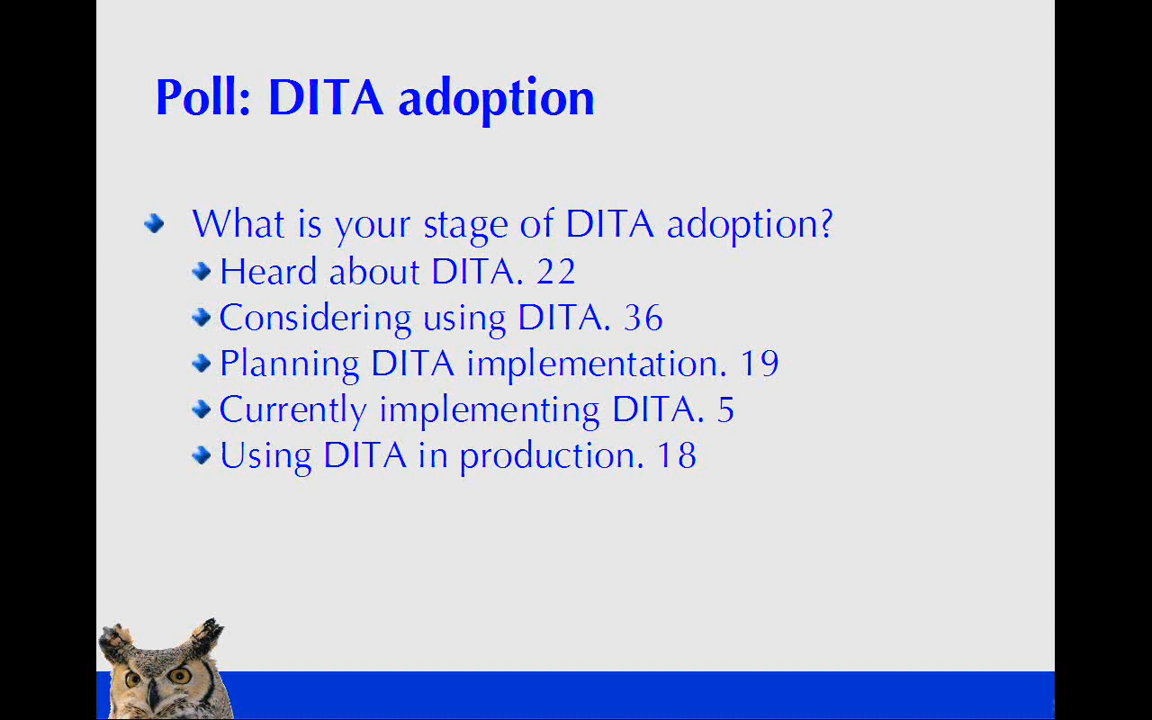 Poll: DITA adoption
What is your stage of DITA adoption?
Heard about DITA. 22
Considering using DITA. 36
Planning DITA implementation. 19
Currently implementing DITA. 5
Using DITA in production. 18